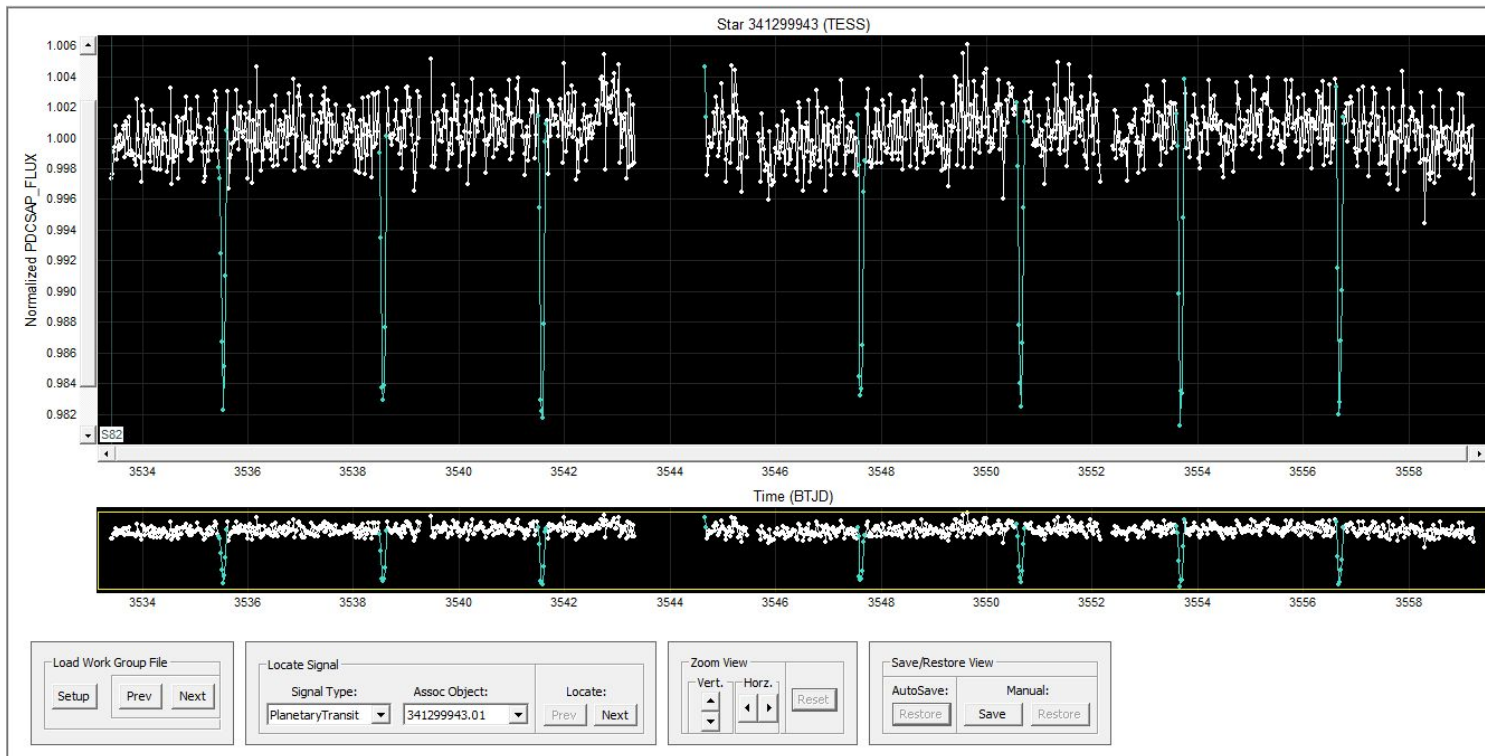 Star 341299943 (TESS)
Normalized PDCSAP_FLUX
1.006
1.004
1.002
1.000
0.998
0.996
0.994
0.992
0.990
0.988
0.986
0.984
0.982
S82
3534 3536 3538 3540 3542 3544 3546 3548 3550 3552 3554 3556 3558
Time (BTJD)
3534 3536 3538 3540 3542 3544 3546 3548 3550 3552 3554 3556 3558
Load Work Group File
Setup Prev Next
Locate Signal
Signal Type: Assoc Object: Locate:
PlanetaryTransit 341299943.01 Prev Next
Zoom View
Vert. Horz.
Reset
Save/Restore View
AutoSave: Manual:
Restore Save Restore